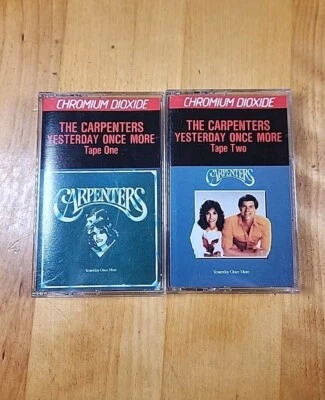 CHROMIUM DIOXIDE
THE CARPENTERS
YESTERDAY ONCE MORE
Tape One
CARPENTERS
Yesterday Once More
CHROMIUM DIOXIDE
THE CARPENTERS
YESTERDAY ONCE MORE
Tape Two
CARPENTERS
Yesterday Once More